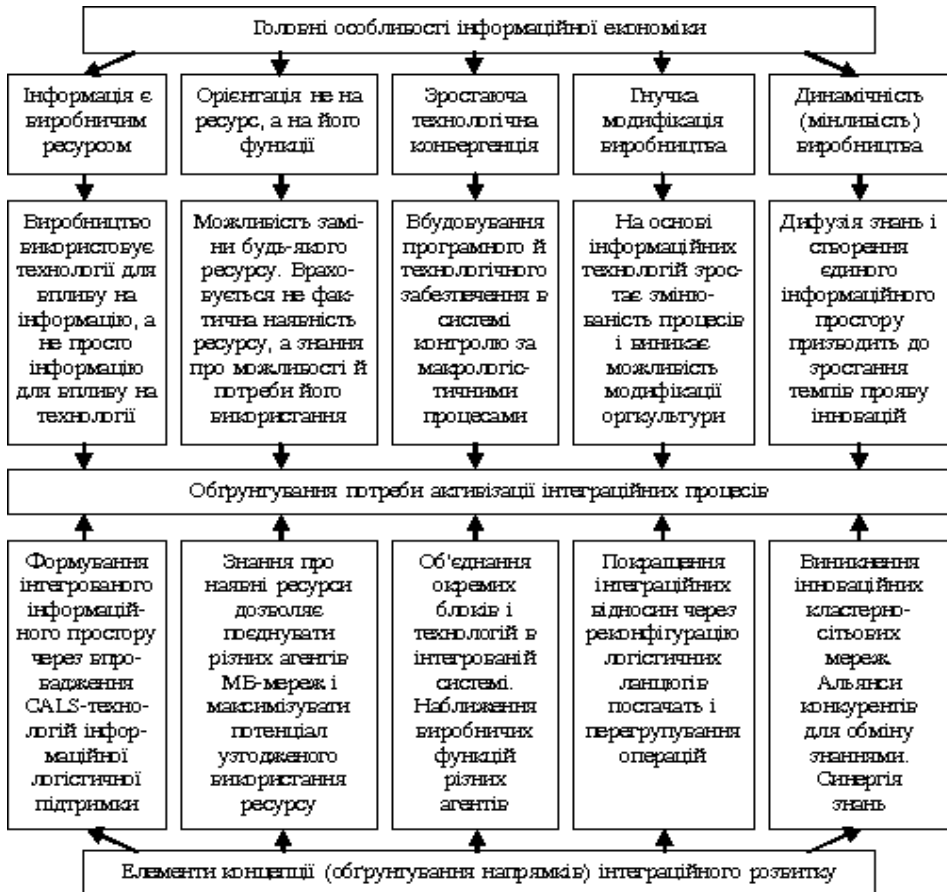 Головні особливості інформаційної економіки
Інформація є
виробничим
ресурсом
Орієнтація не на
ресурс, а на його
функції
Зростаюча
технологічна
конвергенція
Гнучка
модифікація
виробництва
Динамічність
(мінливість)
виробництва
Виробництво
використовує
технології для
впливу на
інформацію, а
не просто
інформацію
для впливу на
технології
Можливість замі-
ни будь-якого
ресурсу. Врахо-
вується не фак-
тична наявність
ресурсу, а знання
про можливості й
потреби його
використання
Вбудовування
програмного й
технологічного
забезпечення в
системі
контролю за
макрологіс-
тичними
процесами
На основі
інформаційних
технологій зрос-
тає зміню-
ваність процесів
і виникає
можливість
модифікації
оргкультури
Дифузія знань і
створення
єдиного
інформаційного
простору
призводить до
зростання
темпів прояву
інновацій
Обґрунтування потреби активізації інтеграційних процесів
Формування
інтегрованого
інформацій-
ного простору
через впро-
вадження
CALS-техно-
логій інфор-
маційної
логістичної
підтримки
Знання про
наявні ресурси
дозволяє
поєднувати
різних агентів
МБ-мереж і
максимізувати
потенціал
узгодженого
використання
ресурсу
Об'єднання
окремих
блоків і
технологій в
інтегрованій
системі.
Наближення
виробничих
функцій
різних
агентів
Покращення
інтеграційних
відносин через
реконфігурацію
логістичних
ланцюгів
постачать і
перегрупування
операцій
Виникнення
інноваційних
кластерно-
сітьових
мереж.
Альянси
конкурентів
для обміну
знаннями.
Синергія
знань
Елементи концепції (обґрунтування напрямків) інтеграційного розвитку